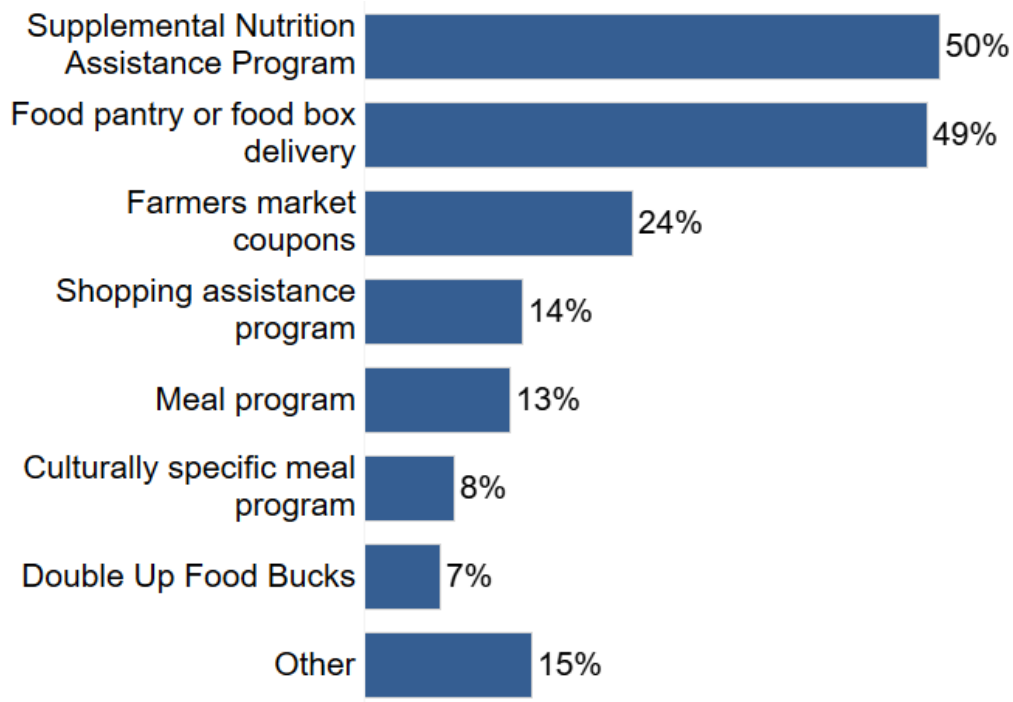 Supplemental Nutrition
Assistance Program
50%
Food pantry or food box
delivery
49%
Farmers market
coupons
24%
Shopping assistance
program
14%
Meal program
13%
Culturally specific meal
program
8%
Double Up Food Bucks
7%
Other
15%